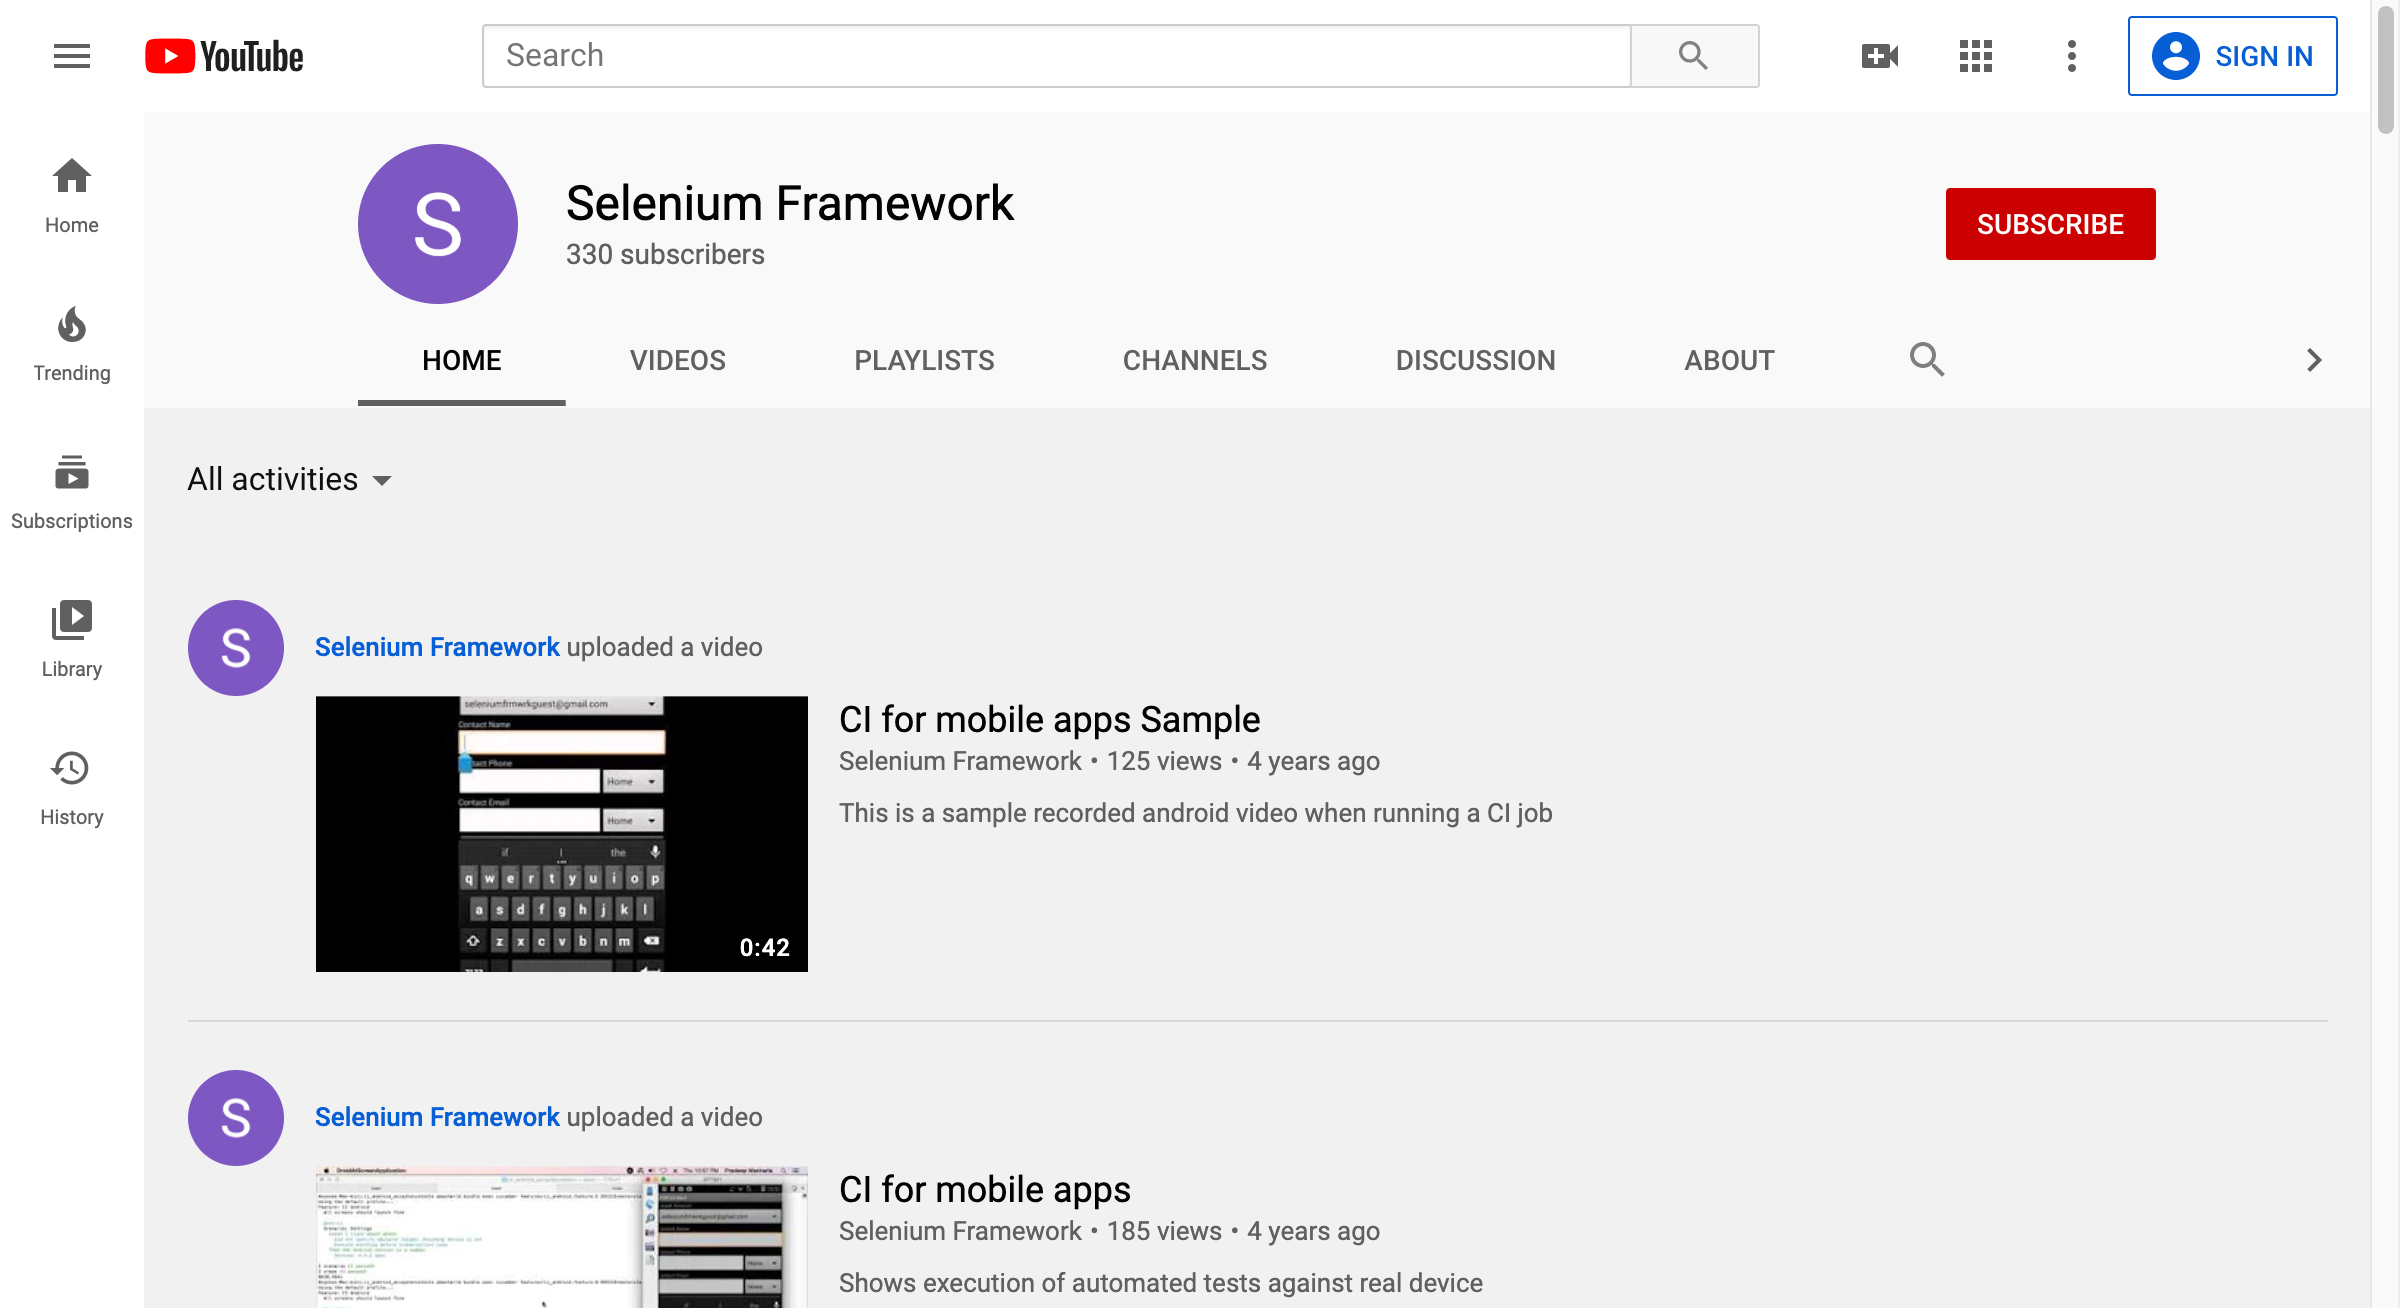 YouTube
Search
SIGN IN
Home
Trending
Subscriptions
Library
History
S
Selenium Framework
330 subscribers
SUBSCRIBE
HOME VIDEOS PLAYLISTS CHANNELS DISCUSSION ABOUT
All activities
S
Selenium Framework uploaded a video
seleniumfrmwrkguest@gmail.com
Contact Name
Contact Phone
Home
Contact Email
Home
if I the
q w e r t y u i o p
a s d f g h j k l
z x c v b n m
0:42
CI for mobile apps Sample
Selenium Framework • 125 views • 4 years ago
This is a sample recorded android video when running a CI job
S
Selenium Framework uploaded a video
CI for mobile apps
Selenium Framework • 185 views • 4 years ago
Shows execution of automated tests against real device